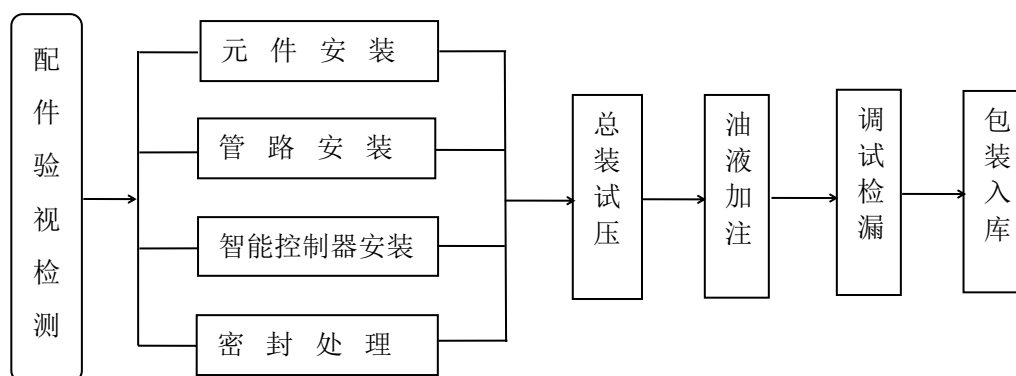 配件验视检测
元件安装
管路安装
智能控制器安装
密封处理
总装试压
油液加注
调试检漏
包装入库